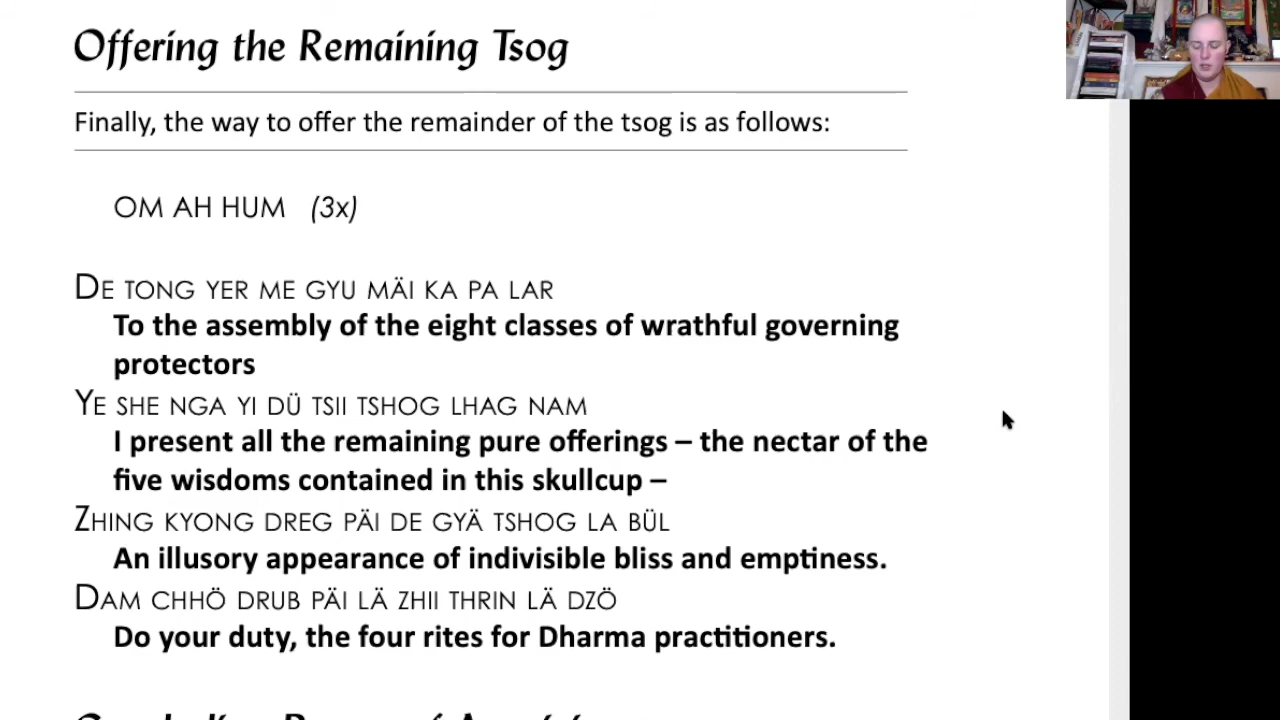 Offering the Remaining Tsog
Finally, the way to offer the remainder of the tsog is as follows:
OM AH HUM (3x)
DE TONG YER ME GYU MÄI KA PA LAR
To the assembly of the eight classes of wrathful governing
protectors
YE SHE NGA YI DÜ TSII TSHOG LHAG NAM
I present all the remaining pure offerings – the nectar of the
five wisdoms contained in this skullcup –
ZHING KYONG DREG PÄI DE GYÄ TSHOG LA BÜL
An illusory appearance of indivisible bliss and emptiness.
DAM CHHÖ DRUB PÄI LÄ ZHII THRIN LÄ DZÖ
Do your duty, the four rites for Dharma practitioners.